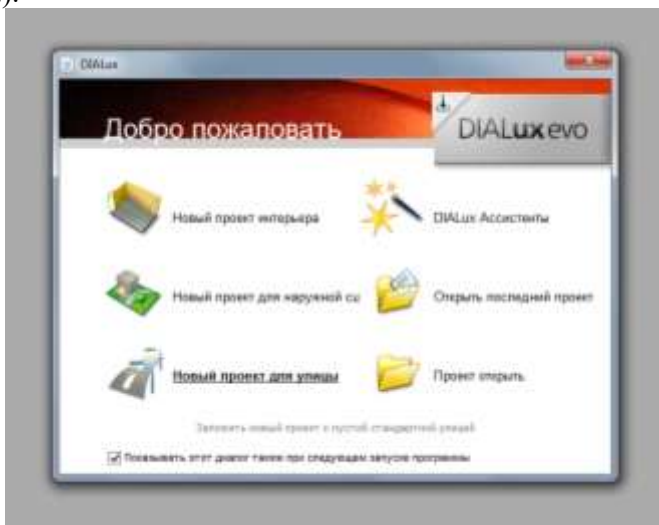 ).
DIALux
Добро пожаловать
DIALux evo
Новый проект интерьера
DIALux Ассистенты
Новый проект для наружной сц
Открыть последний проект
Новый проект для улицы
Проект открыть
Заложить новый проект с пустой стандартной улицей
Показывать этот диалог также при следующем запуске программы